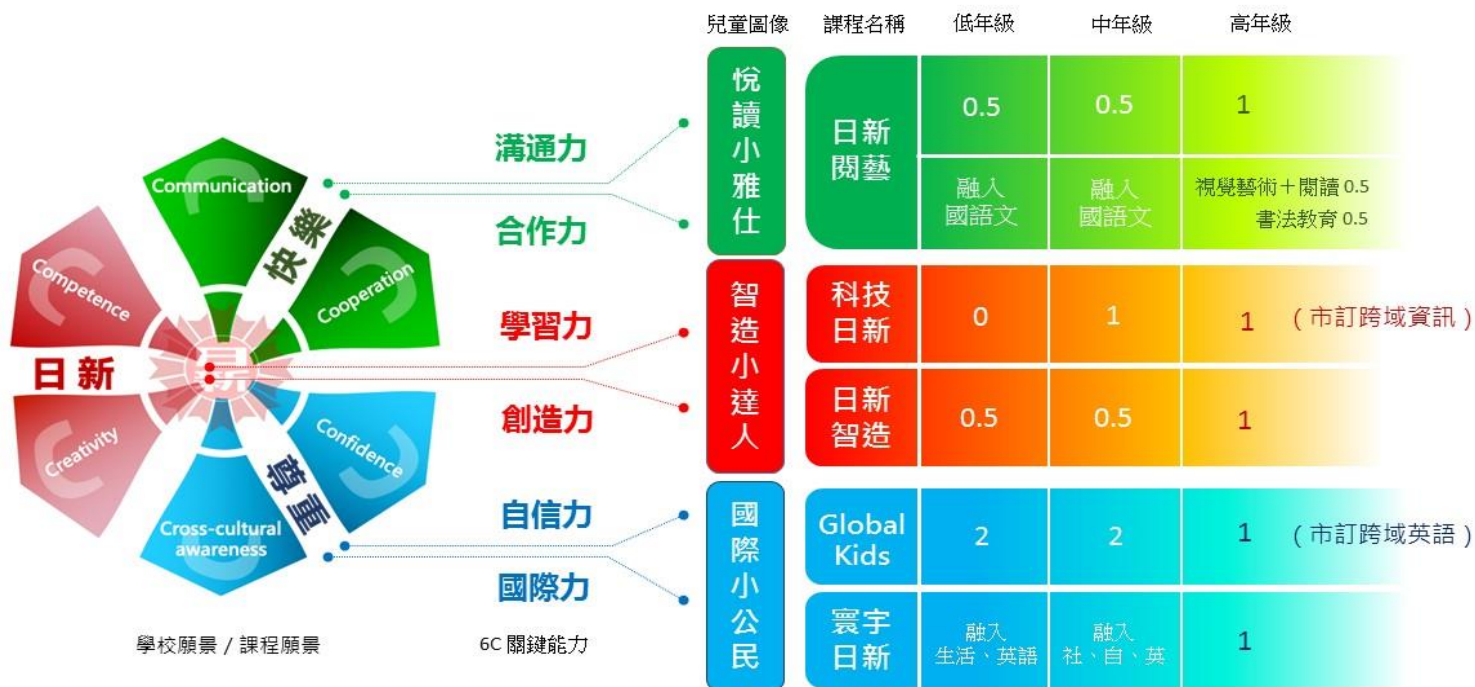 兒童圖像 課程名稱 低年級 中年級 高年級
Communication
Cooperation
Confidence
Cross-cultural
awareness
Creativity
Competence
快樂
尊重
日新
日新
溝通力
合作力
學習力
創造力
自信力
國際力
學校願景 / 課程願景
6C 關鍵能力
悅讀小雅仕
日新
閱藝
0.5 0.5 1
融入
國語文
融入
國語文
視覺藝術＋閱讀 0.5
書法教育 0.5
智造小達人
科技
日新
0 1 1 (市訂跨域資訊)
日新
智造
0.5 0.5 1
國際小公民
Global
Kids
2 2 1 (市訂跨域英語)
寰宇
日新
融入
生活、英語
融入
社、自、英
1